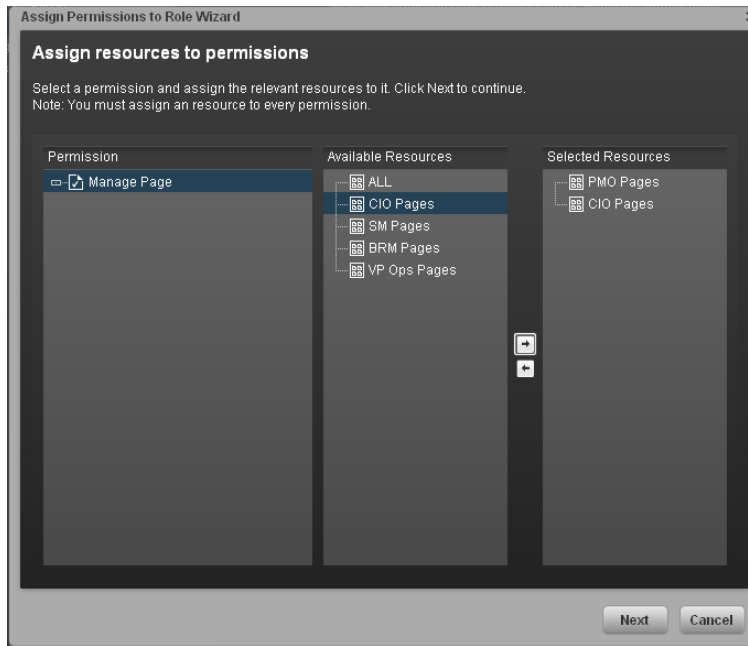 Assign Permissions to Role Wizard
Assign resources to permissions
Select a permission and assign the relevant resources to it. Click Next to continue.
Note: You must assign an resource to every permission.
Permission
Manage Page
Available Resources
ALL
CIO Pages
SM Pages
BRM Pages
VP Ops Pages
Selected Resources
PMO Pages
CIO Pages
Next
Cancel